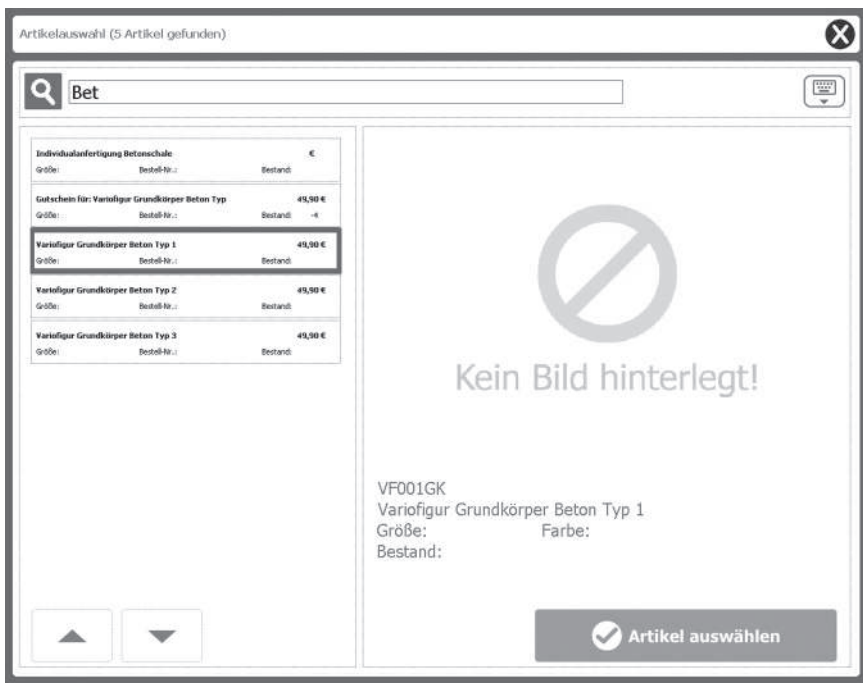 Artikelauswahl (5 Artikel gefunden)
Bet
Individualanfertigung Betonschale €
Größe: Bestell-Nr.: Bestand:
Gutschein für: Variofigur Grundkörper Beton Typ 49,90 €
Größe: Bestell-Nr.: Bestand: -4
Variofigur Grundkörper Beton Typ 1 49,90 €
Größe: Bestell-Nr.: Bestand:
Variofigur Grundkörper Beton Typ 2 49,90 €
Größe: Bestell-Nr.: Bestand:
Variofigur Grundkörper Beton Typ 3 49,90 €
Größe: Bestell-Nr.: Bestand:
Kein Bild hinterlegt!
VF001GK
Variofigur Grundkörper Beton Typ 1
Größe: Farbe:
Bestand:
Artikel auswählen